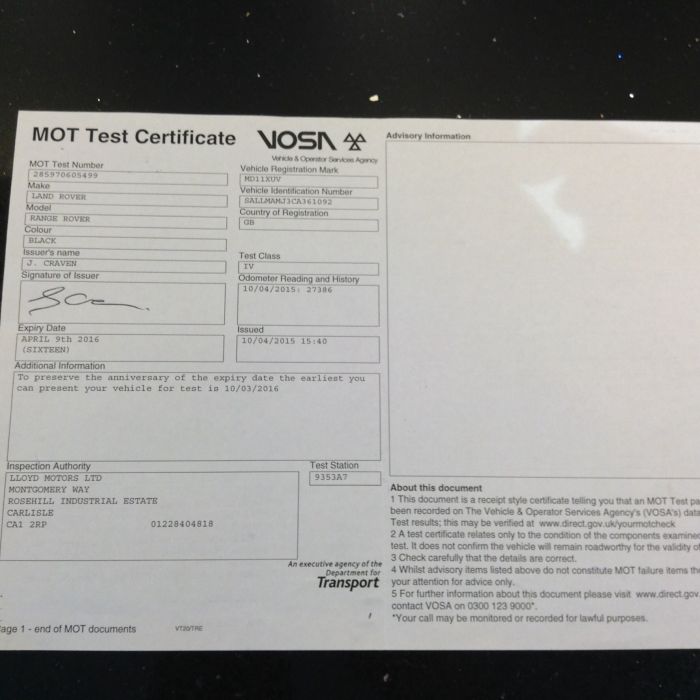 MOT Test Certificate
VOSA
Vehicle & Operator Services Agency
MOT Test Number
285970605499
Make
LAND ROVER
Model
RANGE ROVER
Colour
BLACK
Issuer's name
J. CRAVEN
Signature of Issuer
Expiry Date
APRIL 9th 2016
(SIXTEEN)
Vehicle Registration Mark
MD11XUV
Vehicle Identification Number
SALLMAMJ3CA361092
Country of Registration
GB
Test Class
IV
Odometer Reading and History
10/04/2015: 27386
Issued
10/04/2015 15:40
Additional Information
To preserve the anniversary of the expiry date the earliest you
can present your vehicle for test is 10/03/2016
Inspection Authority
LLOYD MOTORS LTD
MONTGOMERY WAY
ROSEHILL INDUSTRIAL ESTATE
CARLISLE
CA1 2RP 01228404818
Test Station
9353A7
An executive agency of the
Department for
Transport
age 1 - end of MOT documents
VT20/TRE
Advisory Information
About this document
1 This document is a receipt style certificate telling you that an MOT Test pa
been recorded on The Vehicle & Operator Services Agency's (VOSA's) data
Test results; this may be verified at www.direct.gov.uk/yourmotcheck
2 A test certificate relates only to the condition of the components examined
test. It does not confirm the vehicle will remain roadworthy for the validity of
3 Check carefully that the details are correct.
4 Whilst advisory items listed above do not constitute MOT failure items the
your attention for advice only.
5 For further information about this document please visit www.direct.gov.
contact VOSA on 0300 123 9000*.
*Your call may be monitored or recorded for lawful purposes.